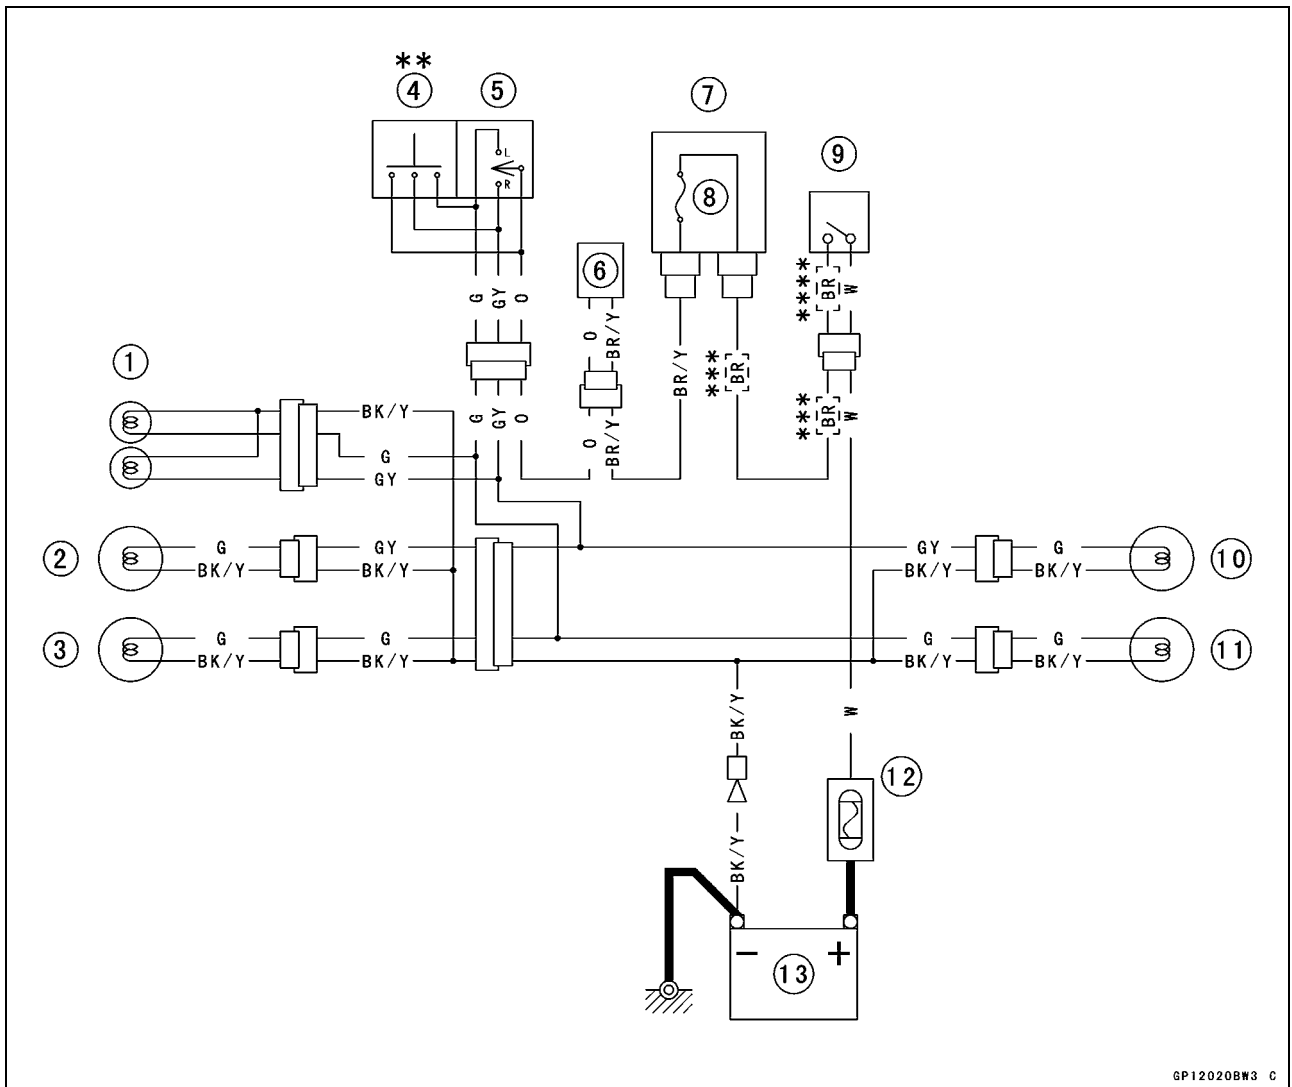 **
4 5 7
9
L
R
8
6
****
BR W
G GY O
O BR/Y
BR/Y
***
BR
***
BR W
1
G GY O
O BR/Y
BK/Y
G
GY
2 G GY GY G 10
BK/Y BK/Y BK/Y BK/Y
3 G G G G 11
BK/Y BK/Y BK/Y BK/Y
BK/Y W
12
BK/Y
− +
13
GP12020BW3 C